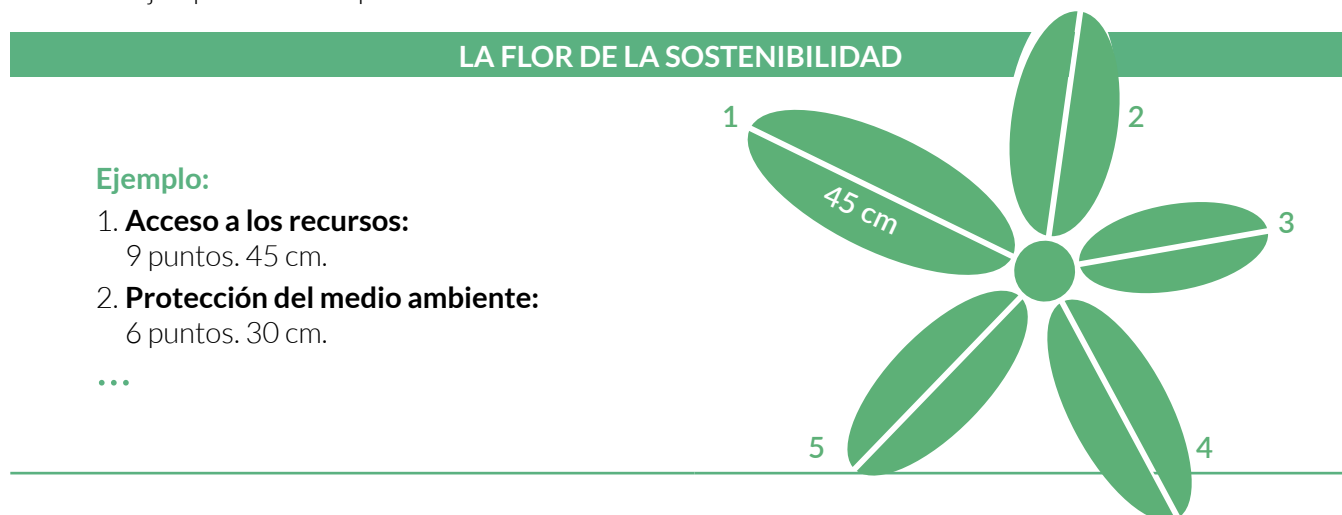 LA FLOR DE LA SOSTENIBILIDAD
Ejemplo:
1. Acceso a los recursos:
9 puntos. 45 cm.
2. Protección del medio ambiente:
6 puntos. 30 cm.
...
1
45 cm
2
3
4
5